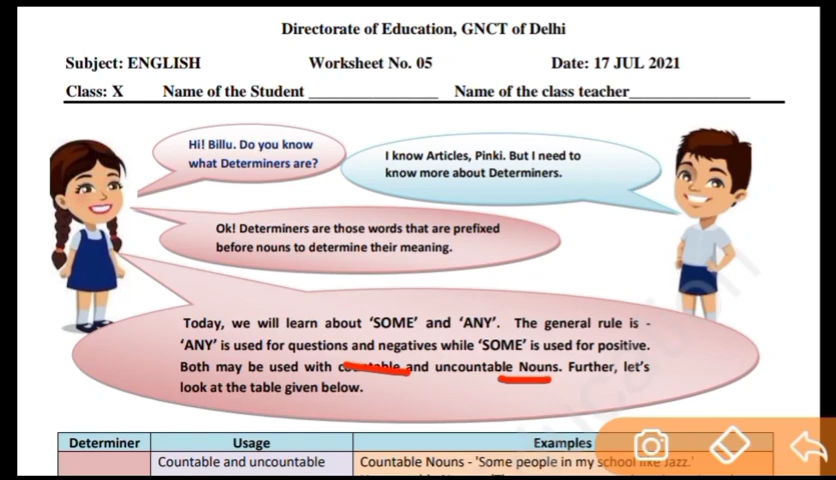 Directorate of Education, GNCT of Delhi
Subject: ENGLISH Worksheet No. 05 Date: 17 JUL 2021
Class: X Name of the Student ________________ Name of the class teacher_______________
Hi! Billu. Do you know
what Determiners are?
I know Articles, Pinki. But I need to
know more about Determiners.
Ok! Determiners are those words that are prefixed
before nouns to determine their meaning.
Today, we will learn about ‘SOME’ and ‘ANY’. The general rule is -
‘ANY’ is used for questions and negatives while ‘SOME’ is used for positive.
Both may be used with countable and uncountable Nouns. Further, let’s
look at the table given below.
Determiner Usage Examples
Countable and uncountable Countable Nouns - 'Some people in my school like Jazz.'